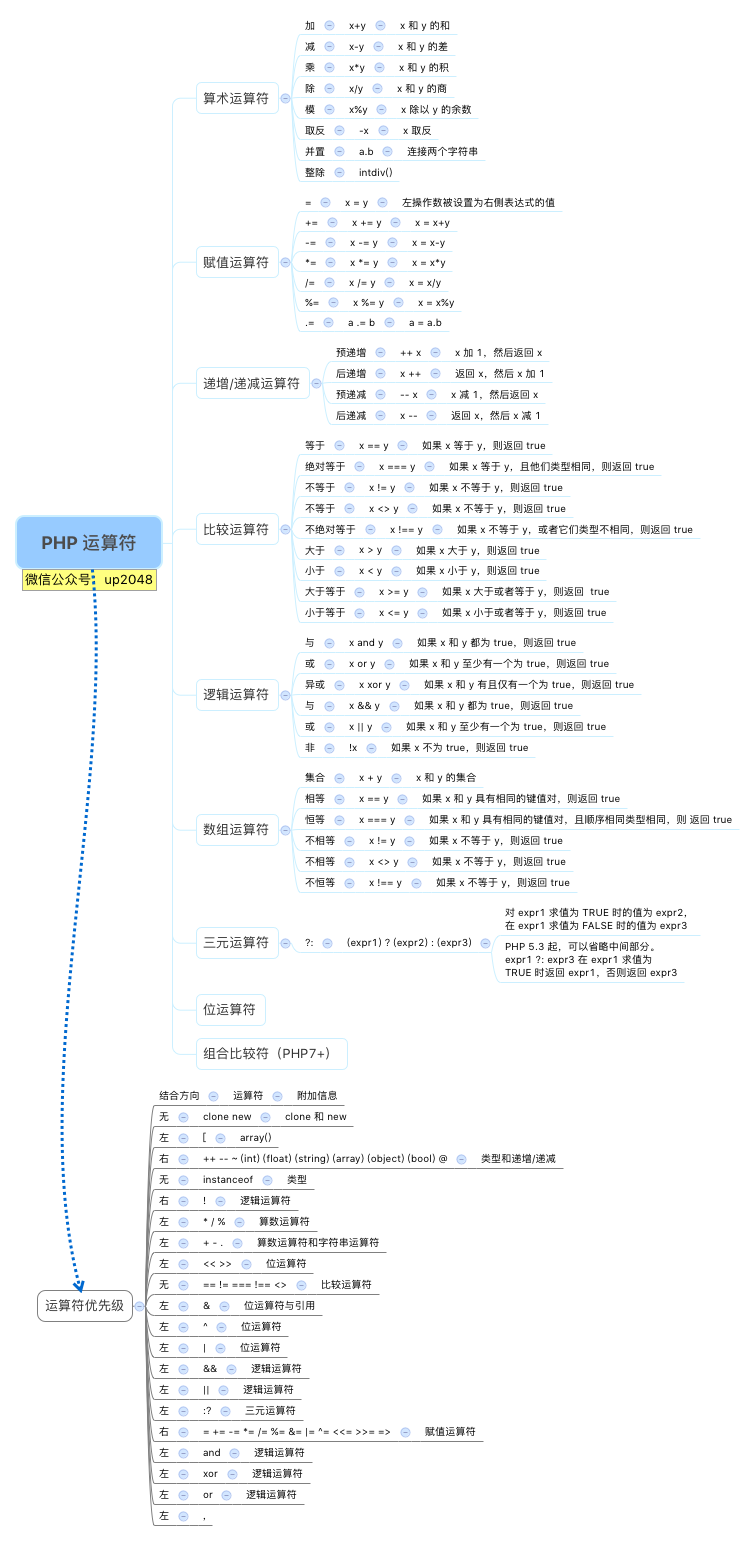 PHP 运算符
微信公众号：up2048
算术运算符
加 x+y x 和 y 的和
减 x-y x 和 y 的差
乘 x*y x 和 y 的积
除 x/y x 和 y 的商
模 x%y x 除以 y 的余数
取反 -x x 取反
并置 a.b 连接两个字符串
整除 intdiv()
赋值运算符
= x = y 左操作数被设置为右侧表达式的值
+= x += y x = x+y
-= x -= y x = x-y
*= x *= y x = x*y
/= x /= y x = x/y
%= x %= y x = x%y
.= a .= b a = a.b
递增/递减运算符
预递增 ++ x x 加 1，然后返回 x
后递增 x ++ 返回 x，然后 x 加 1
预递减 -- x x 减 1，然后返回 x
后递减 x -- 返回 x，然后 x 减 1
比较运算符
等于 x == y 如果 x 等于 y，则返回 true
绝对等于 x === y 如果 x 等于 y，且他们类型相同，则返回 true
不等于 x != y 如果 x 不等于 y，则返回 true
不等于 x <> y 如果 x 不等于 y，则返回 true
不绝对等于 x !== y 如果 x 不等于 y，或者它们类型不相同，则返回 true
大于 x > y 如果 x 大于 y，则返回 true
小于 x < y 如果 x 小于 y，则返回 true
大于等于 x >= y 如果 x 大于或者等于 y，则返回 true
小于等于 x <= y 如果 x 小于或者等于 y，则返回 true
逻辑运算符
与 x and y 如果 x 和 y 都为 true，则返回 true
或 x or y 如果 x 和 y 至少有一个为 true，则返回 true
异或 x xor y 如果 x 和 y 有且仅有一个为 true，则返回 true
与 x && y 如果 x 和 y 都为 true，则返回 true
或 x || y 如果 x 和 y 至少有一个为 true，则返回 true
非 !x 如果 x 不为 true，则返回 true
数组运算符
集合 x + y x 和 y 的集合
相等 x == y 如果 x 和 y 具有相同的键值对，则返回 true
恒等 x === y 如果 x 和 y 具有相同的键值对，且顺序相同类型相同，则 返回 true
不相等 x != y 如果 x 不等于 y，则返回 true
不相等 x <> y 如果 x 不等于 y，则返回 true
不恒等 x !== y 如果 x 不等于 y，则返回 true
三元运算符
?: (expr1) ? (expr2) : (expr3)
对 expr1 求值为 TRUE 时的值为 expr2，
在 expr1 求值为 FALSE 时的值为 expr3
PHP 5.3 起，可以省略中间部分。
expr1 ?: expr3 在 expr1 求值为
TRUE 时返回 expr1，否则返回 expr3
位运算符
组合比较符（PHP7+）
运算符优先级
结合方向 运算符 附加信息
无 clone new clone 和 new
左 [ array()
右 ++ -- ~ (int) (float) (string) (array) (object) (bool) @ 类型和递增/递减
无 instanceof 类型
右 ! 逻辑运算符
左 * / % 算数运算符
左 + - . 算数运算符和字符串运算符
左 << >> 位运算符
无 == != === !== <> 比较运算符
左 & 位运算符与引用
左 ^ 位运算符
左 | 位运算符
左 && 逻辑运算符
左 || 逻辑运算符
左 :? 三元运算符
右 = += -= *= /= %= &= |= ^= <<= >>= => 赋值运算符
左 and 逻辑运算符
左 xor 逻辑运算符
左 or 逻辑运算符
左 ,